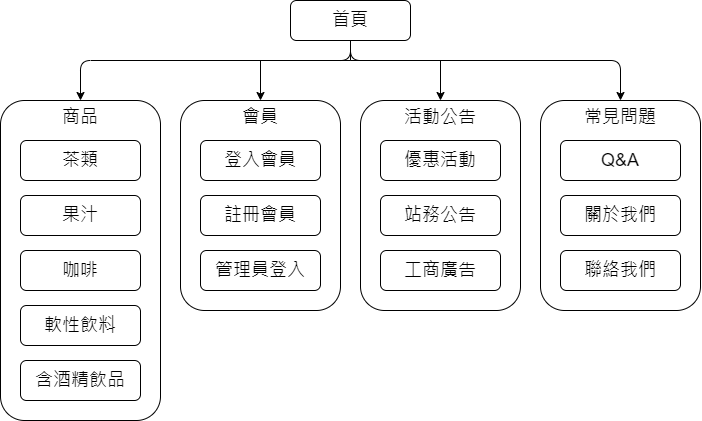 首頁
商品
茶類
果汁
咖啡
軟性飲料
含酒精飲品
會員
登入會員
註冊會員
管理員登入
活動公告
優惠活動
站務公告
工商廣告
常見問題
Q&A
關於我們
聯絡我們